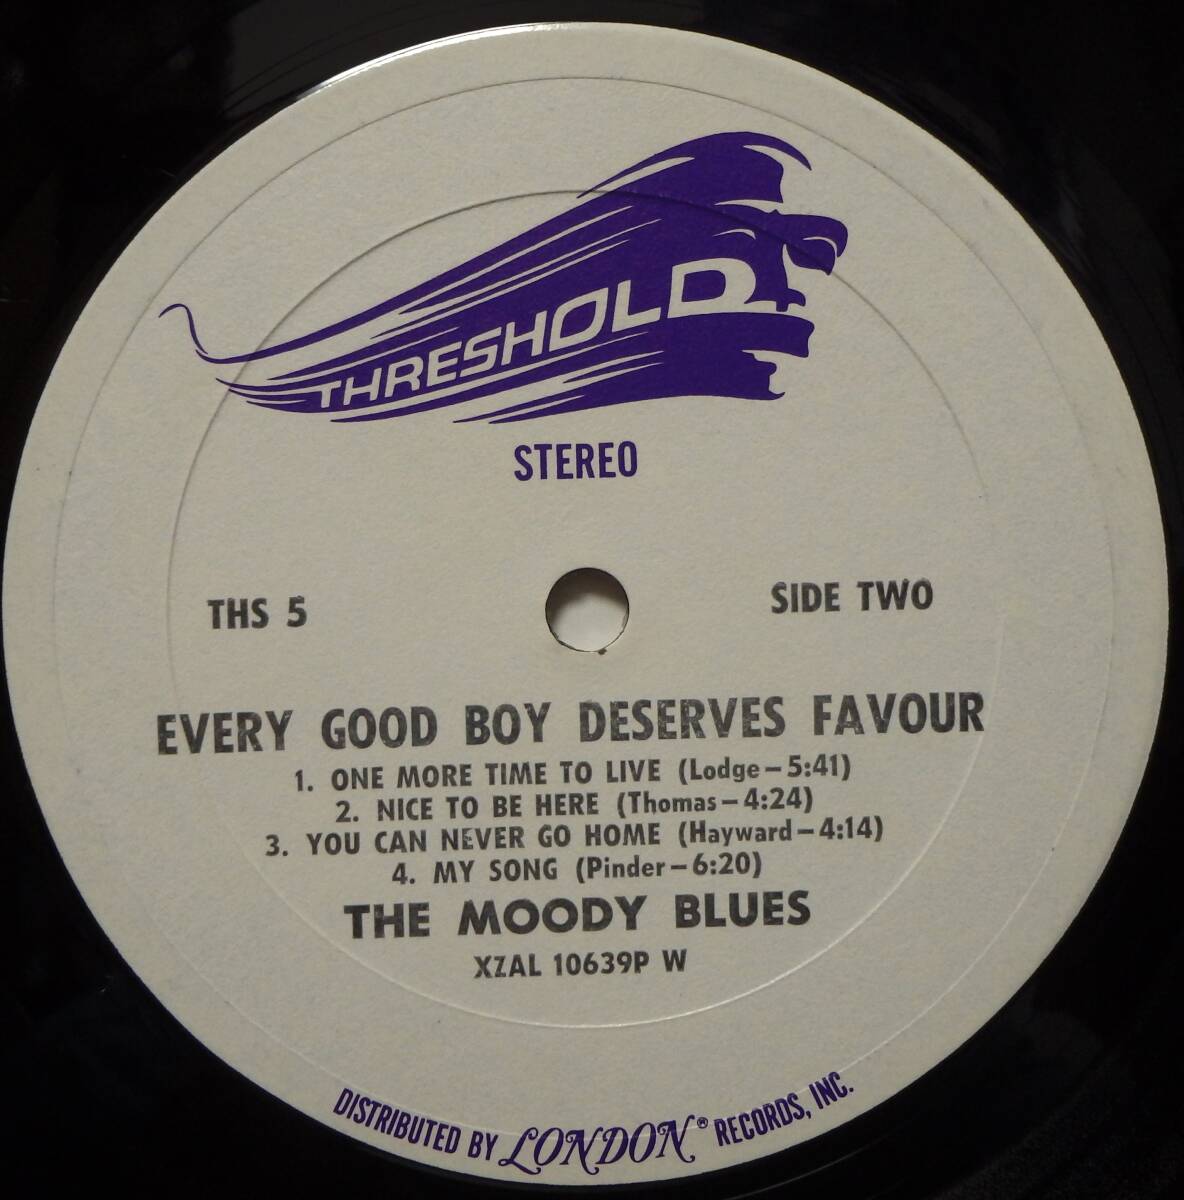 THRESHOLD
STEREO
THS 5
SIDE TWO
EVERY GOOD BOY DESERVES FAVOUR
1. ONE MORE TIME TO LIVE (Lodge-5:41)
2. NICE TO BE HERE (Thomas-4:24)
3. YOU CAN NEVER GO HOME (Hayward-4:14)
4. MY SONG (Pinder-6:20)
THE MOODY BLUES
XZAL 10639P W
DISTRIBUTED BY LONDON® RECORDS, INC.